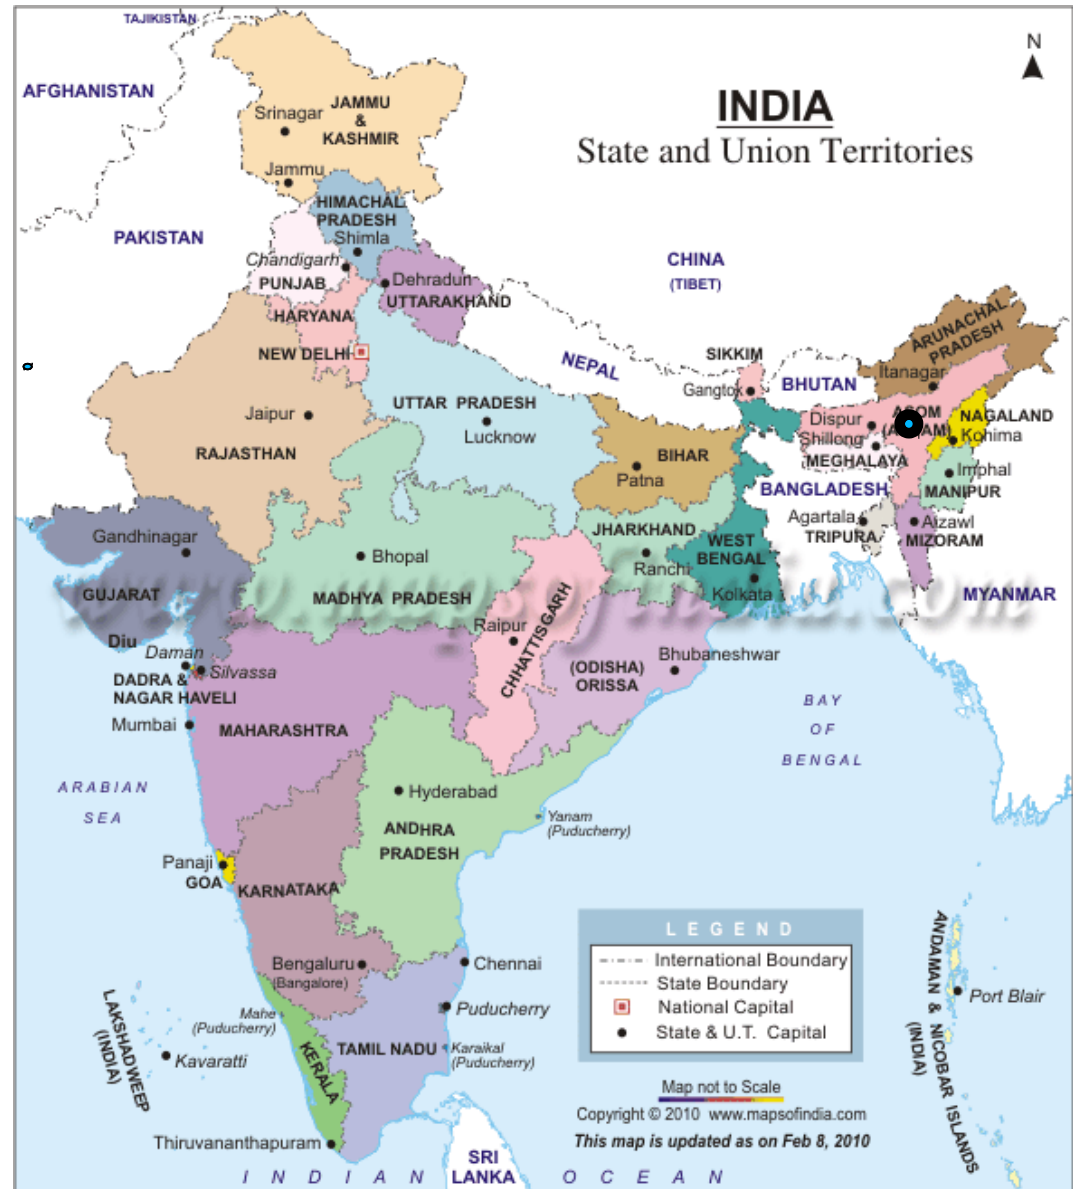 TAJIKISTAN
AFGHANISTAN
N
INDIA
State and Union Territories
Srinagar
JAMMU
&
KASHMIR
Jammu
HIMACHAL
PRADESH
Shimla
PAKISTAN
Chandigarh
PUNJAB
Dehradun
UTTARAKHAND
CHINA
(TIBET)
HARYANA
NEW DELHI
NEPAL
SIKKIM
Gangtok
BHUTAN
ARUNACHAL
PRADESH
Itanagar
Jaipur
RAJASTHAN
UTTAR PRADESH
Lucknow
BIHAR
Patna
Dispur
ASOM
Shillong
MEGHALAYA
NAGALAND
Kohima
Imphal
MANIPUR
BANGLADESH
Agartala
TRIPURA
Aizawl
MIZORAM
MYANMAR
Gandhinagar
GUJARAT
Diu
Daman
Silvassa
DADRA &
NAGAR HAVELI
Bhopal
MADHYA PRADESH
JHARKHAND
Ranchi
WEST
BENGAL
Kolkata
www.mapsofindia.com
Raipur
CHHATTISGARH
(ODISHA)
ORISSA
Bhubaneshwar
Mumbai
MAHARASHTRA
BAY
OF
BENGAL
ARABIAN
SEA
Hyderabad
ANDHRA
PRADESH
Yanam
(Puducherry)
Panaji
GOA
KARNATAKA
Bengaluru
(Bangalore)
Chennai
Puducherry
Mahe
(Puducherry)
KERALA
TAMIL NADU
Karaikal
(Puducherry)
LAKSHADWEEP
(INDIA)
Kavaratti
Thiruvananthapuram
SRI
LANKA
INDIAN OCEAN
ANDAMAN & NICOBAR ISLANDS
(INDIA)
Port Blair
LEGEND
International Boundary
State Boundary
National Capital
State & U.T. Capital
Map not to Scale
Copyright © 2010 www.mapsofindia.com
This map is updated as on Feb 8, 2010